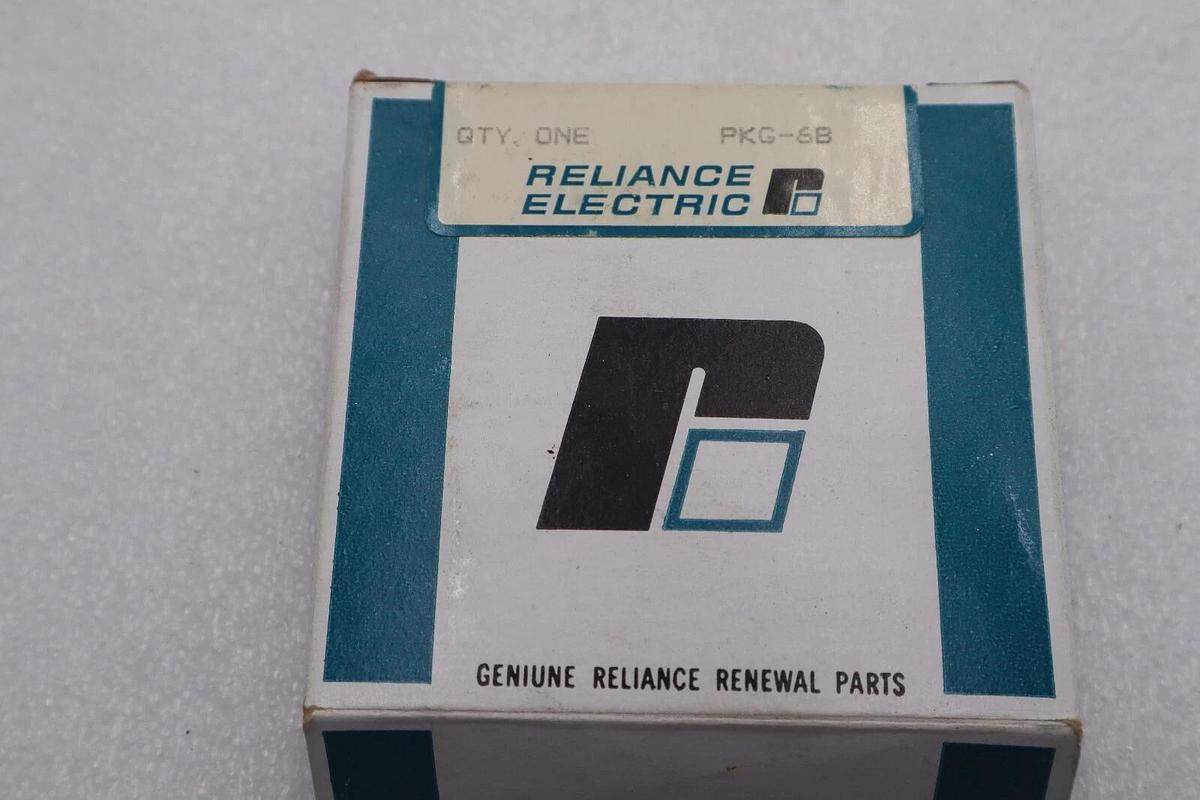 QTY. ONE PKG-6B
RELIANCE
ELECTRIC
GENIUNE RELIANCE RENEWAL PARTS